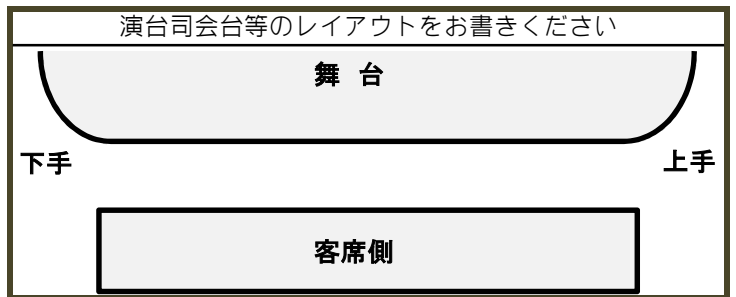 演台司会台等のレイアウトをお書きください
舞 台
下手
上手
客席側